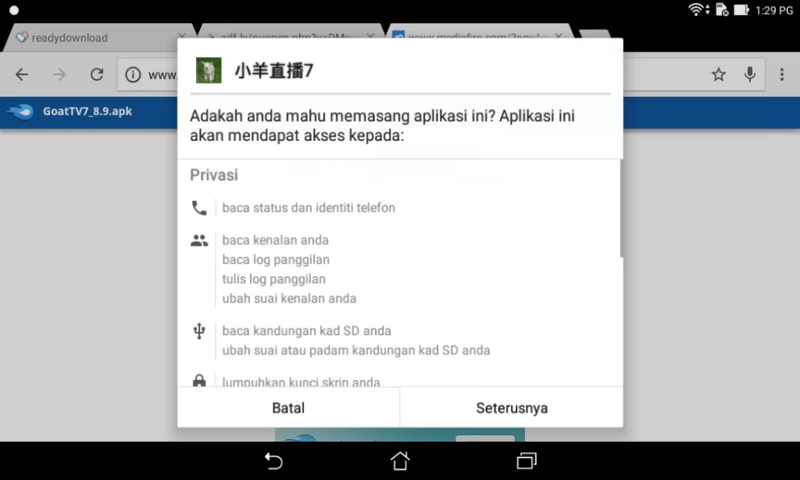 1:29 PG
readydownload
www.
GoatTV7_8.9.apk
小羊直播7
Adakah anda mahu memasang aplikasi ini? Aplikasi ini
akan mendapat akses kepada:
Privasi
baca status dan identiti telefon
baca kenalan anda
baca log panggilan
tulis log panggilan
ubah suai kenalan anda
baca kandungan kad SD anda
ubah suai atau padam kandungan kad SD anda
lumpuhkan kunci skrin anda
Batal
Seterusnya